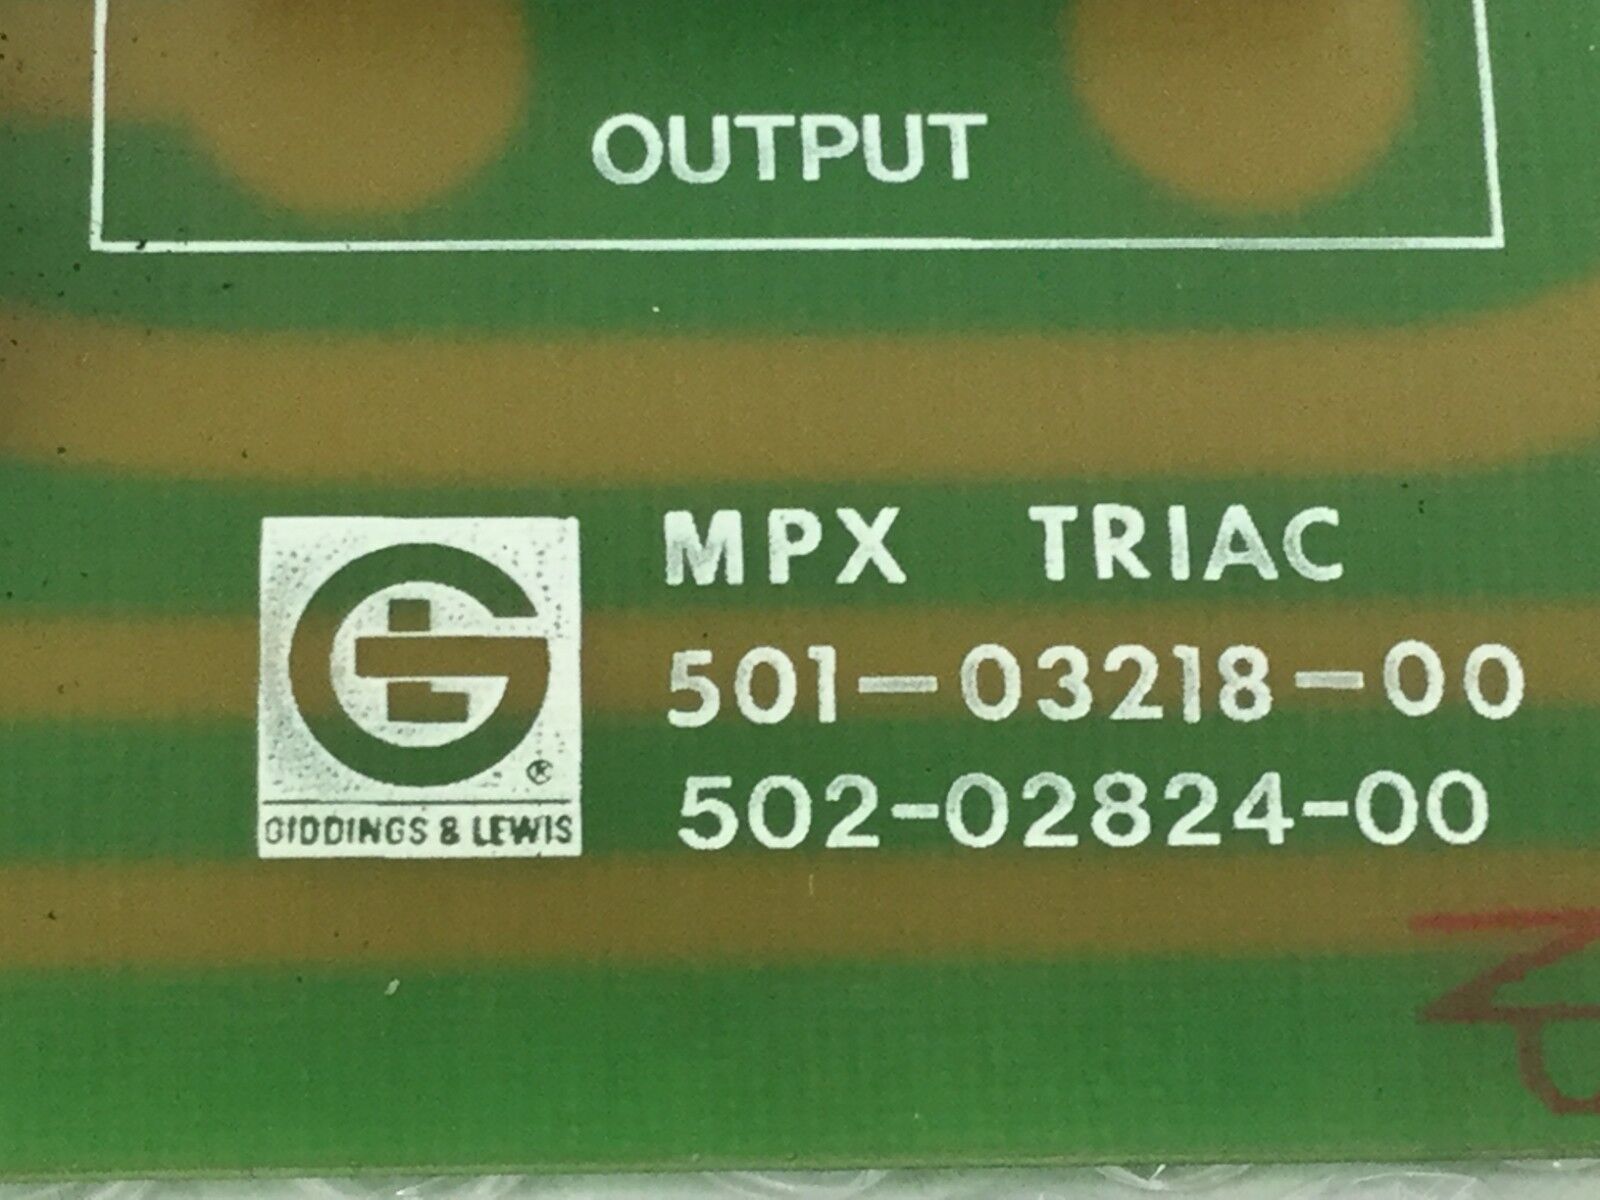 OUTPUT
MPX TRIAC
501-03218-00
502-02824-00
®
GIDDINGS & LEWIS